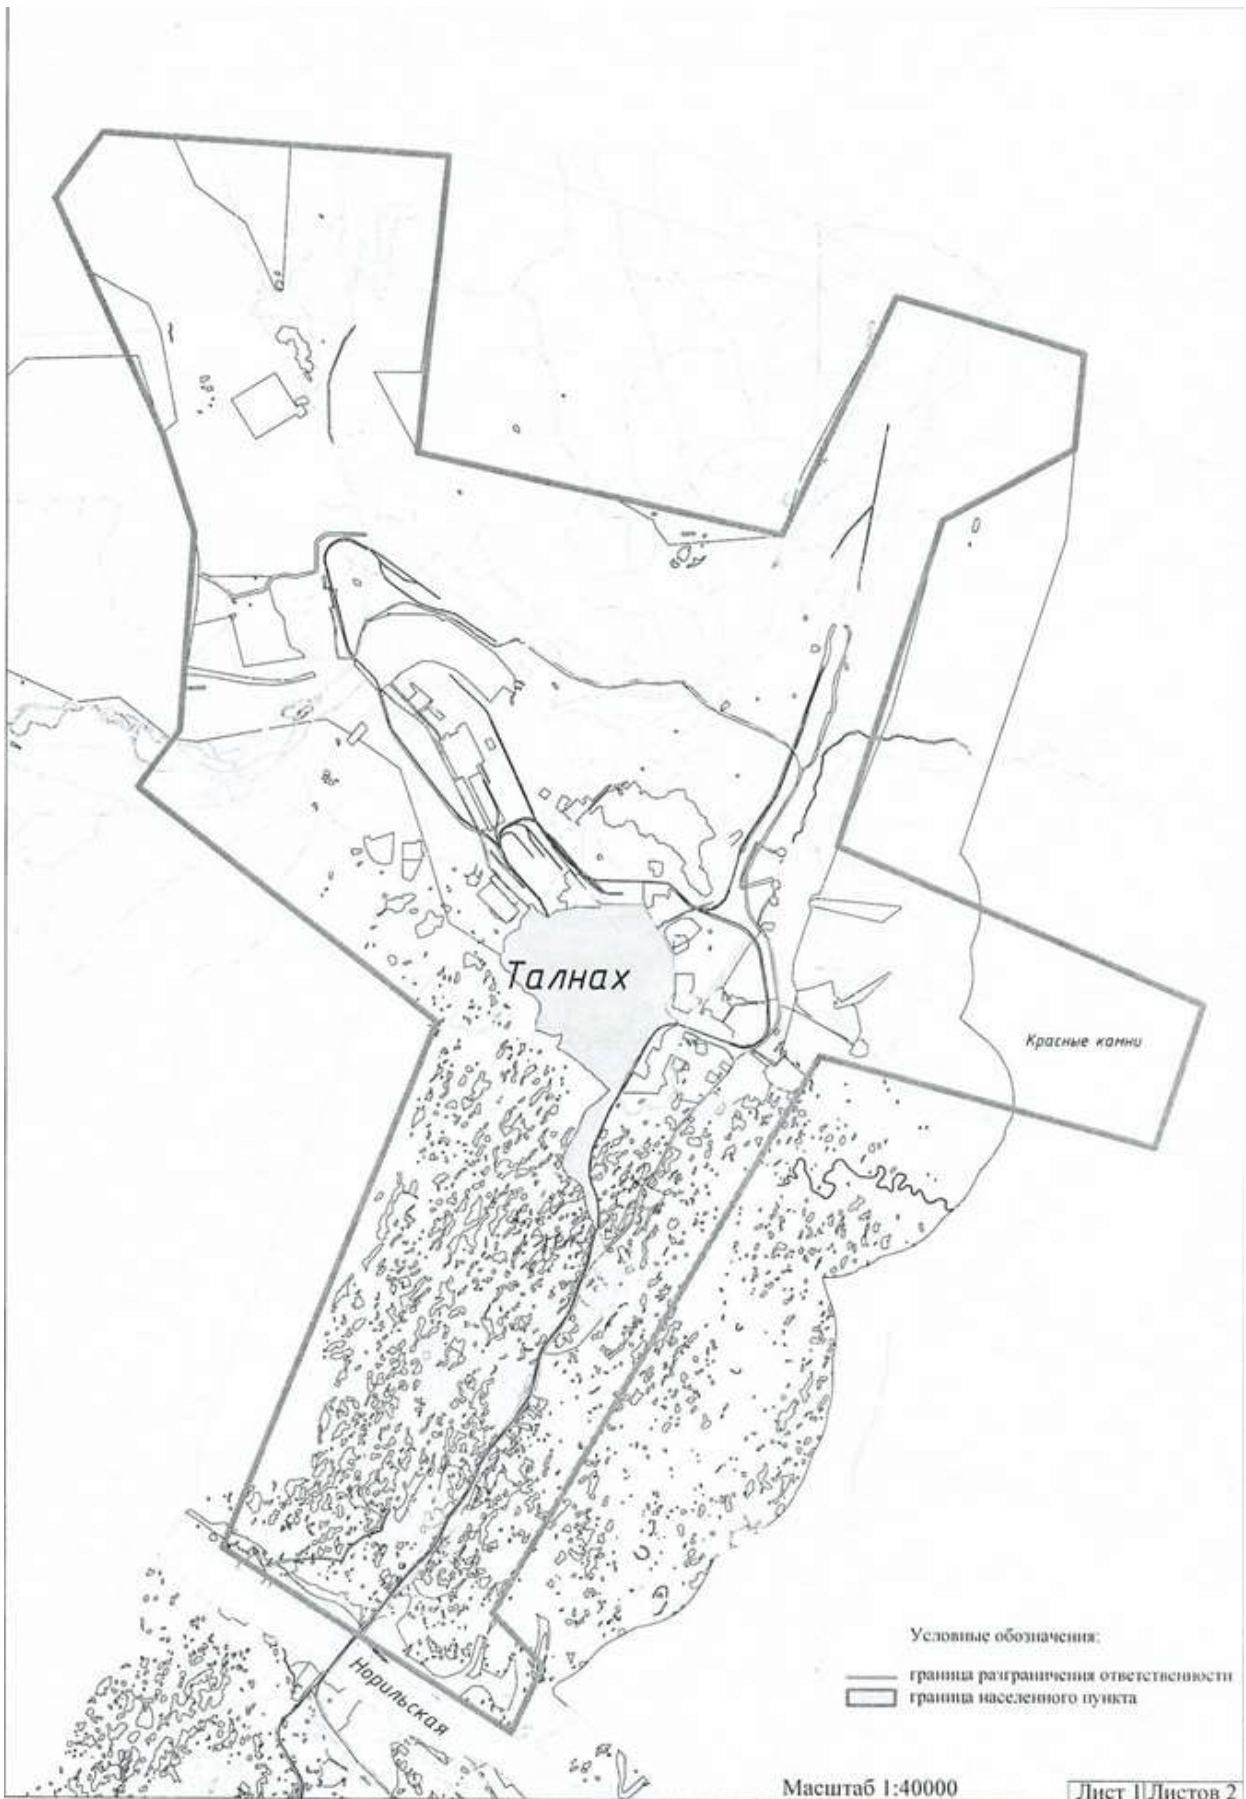 Талнах
Красные камни
Норильская
Условные обозначения:
граница разграничения ответственности
граница населенного пункта
Масштаб 1:40000
Лист 1 Листов 2